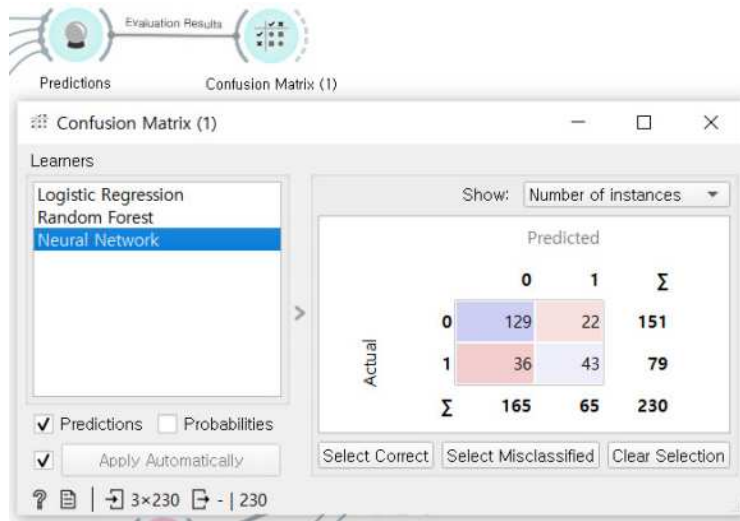 Evaluation Results
Predictions Confusion Matrix (1)
Confusion Matrix (1)
Learners
Logistic Regression
Random Forest
Neural Network
Show: Number of instances
Predicted
0 1 Σ
Actual
0 129 22 151
1 36 43 79
Σ 165 65 230
Predictions Probabilities
Apply Automatically
Select Correct Select Misclassified Clear Selection
? 3×230 - | 230